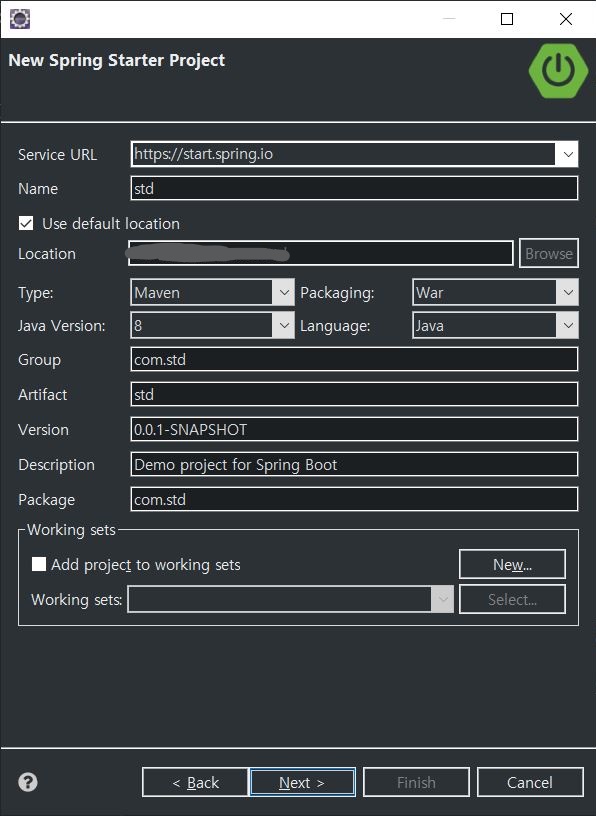 New Spring Starter Project
Service URL https://start.spring.io
Name std
Use default location
Location Browse
Type: Maven Packaging: War
Java Version: 8 Language: Java
Group com.std
Artifact std
Version 0.0.1-SNAPSHOT
Description Demo project for Spring Boot
Package com.std
Working sets
Add project to working sets New...
Working sets: Select...
? < Back Next > Finish Cancel